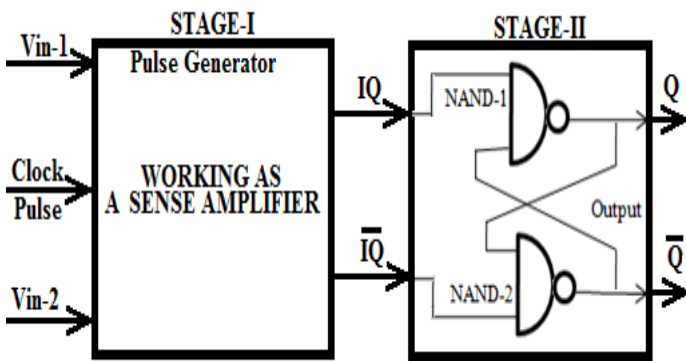 STAGE-I
STAGE-II
Vin-1
Pulse Generator
IQ
NAND-1
Q
Clock
Pulse
WORKING AS
A SENSE AMPLIFIER
Output
I̅Q̅
Q̅
Vin-2
NAND-2